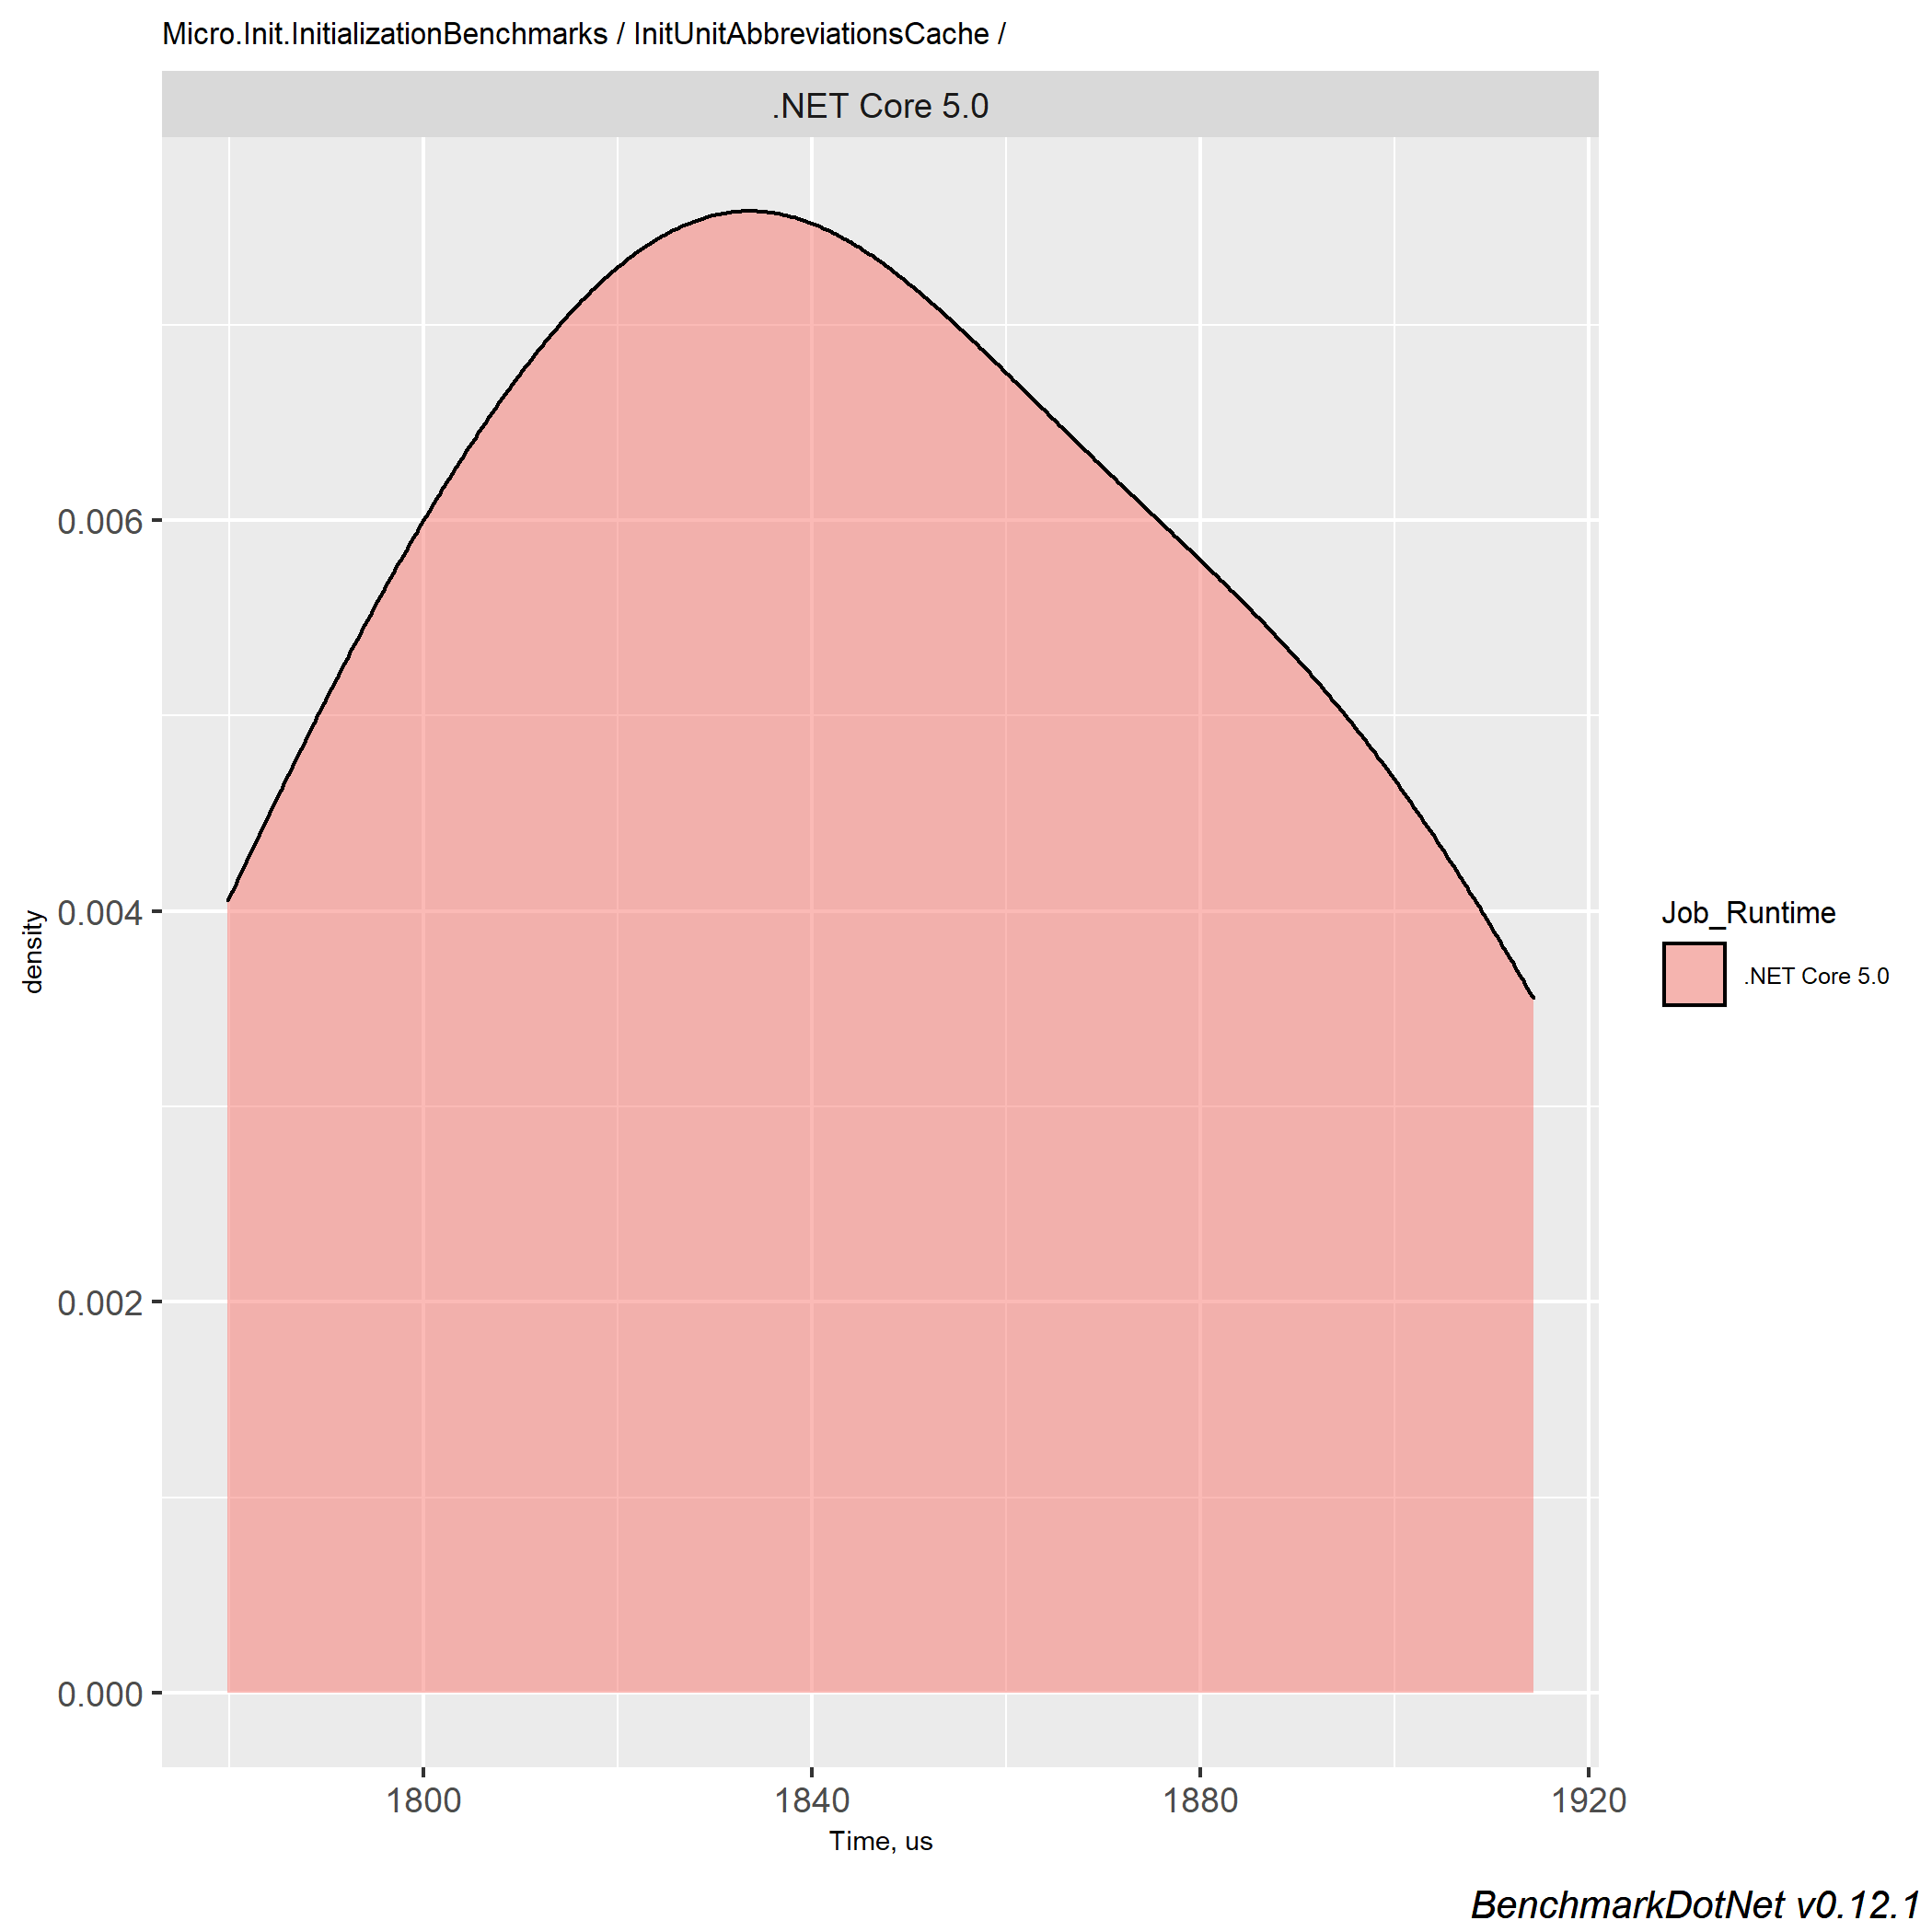 Micro.Init.InitializationBenchmarks / InitUnitAbbreviationsCache /
.NET Core 5.0
0.006
0.004
0.002
0.000
density
1800 1840 1880 1920
Time, us
Job_Runtime
.NET Core 5.0
BenchmarkDotNet v0.12.1